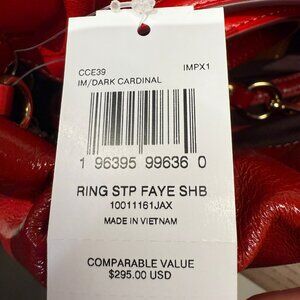 CCE39 IMPX1
IM/DARK CARDINAL
1 96395 99636 0
RING STP FAYE SHB
10011161JAX
MADE IN VIETNAM
COMPARABLE VALUE
$295.00 USD